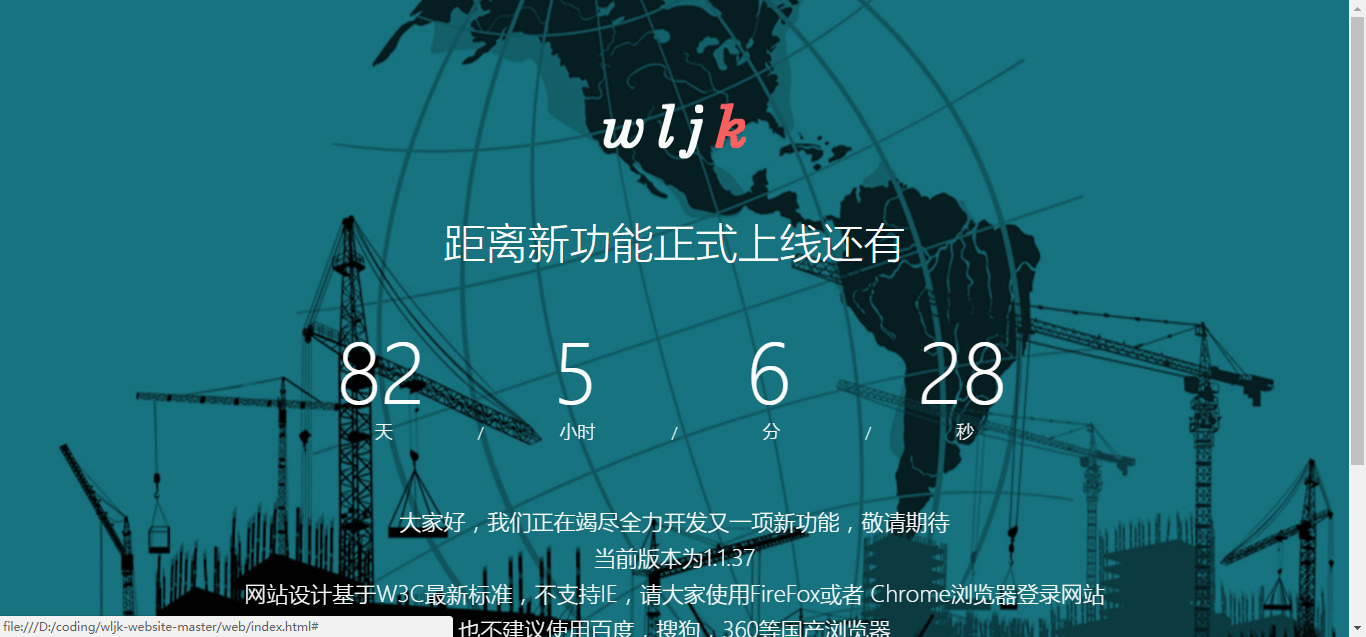 wljk
距离新功能正式上线还有
82 5 6 28
天 / 小时 / 分 / 秒
大家好，我们正在竭尽全力开发又一项新功能，敬请期待
当前版本为1.1.37
网站设计基于W3C最新标准，不支持IE，请大家使用FireFox或者 Chrome浏览器登录网站
也不建议使用百度，搜狗，360等国产浏览器
file:///D:/coding/wljk-website-master/web/index.html#